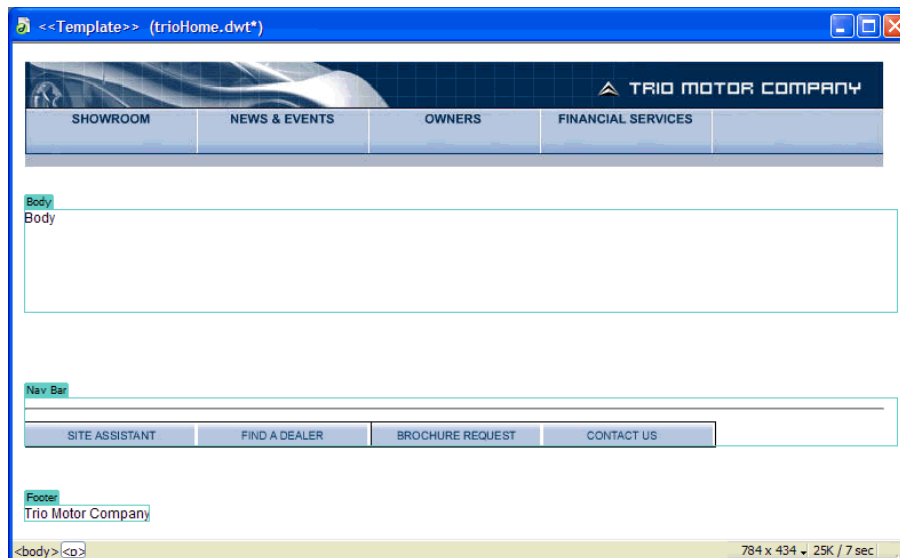 <<Template>> (trioHome.dwt*)
TRIO MOTOR COMPANY
SHOWROOM NEWS & EVENTS OWNERS FINANCIAL SERVICES
Body
Body
Nav Bar
SITE ASSISTANT FIND A DEALER BROCHURE REQUEST CONTACT US
Footer
Trio Motor Company
<body> <p> 784 x 434 25K / 7 sec